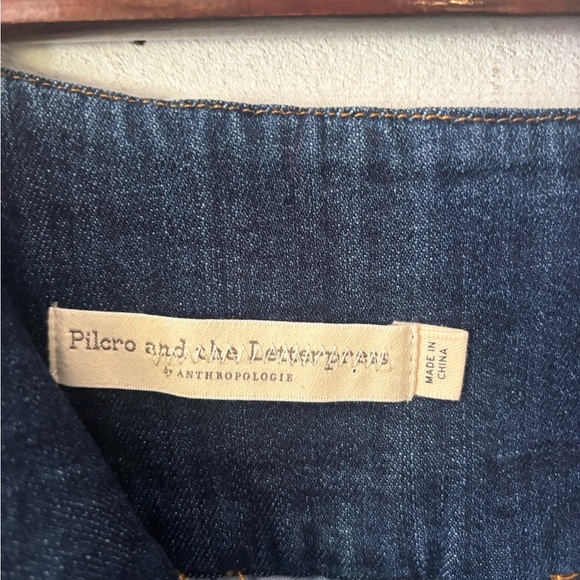 Pilcro and the Letterpress
by ANTHROPOLOGIE
MADE IN
CHINA